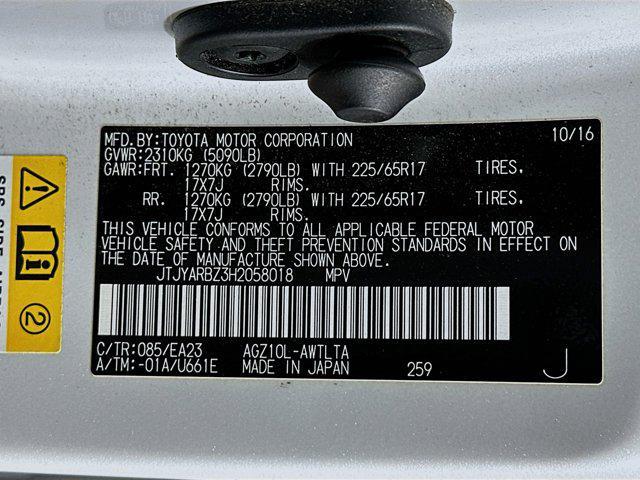 MFD.BY:TOYOTA MOTOR CORPORATION 10/16
GVWR:2310KG (5090LB)
GAWR:FRT. 1270KG (2790LB) WITH 225/65R17 TIRES,
17X7J RIMS.
RR. 1270KG (2790LB) WITH 225/65R17 TIRES,
17X7J RIMS.
THIS VEHICLE CONFORMS TO ALL APPLICABLE FEDERAL MOTOR
VEHICLE SAFETY AND THEFT PREVENTION STANDARDS IN EFFECT ON
THE DATE OF MANUFACTURE SHOWN ABOVE.
JTJYARBZ3H2058018 MPV
C/TR:085/EA23 AGZ10L-AWTLTA
A/TM:-01A/U661E MADE IN JAPAN 259 J
SRS SIDE
2